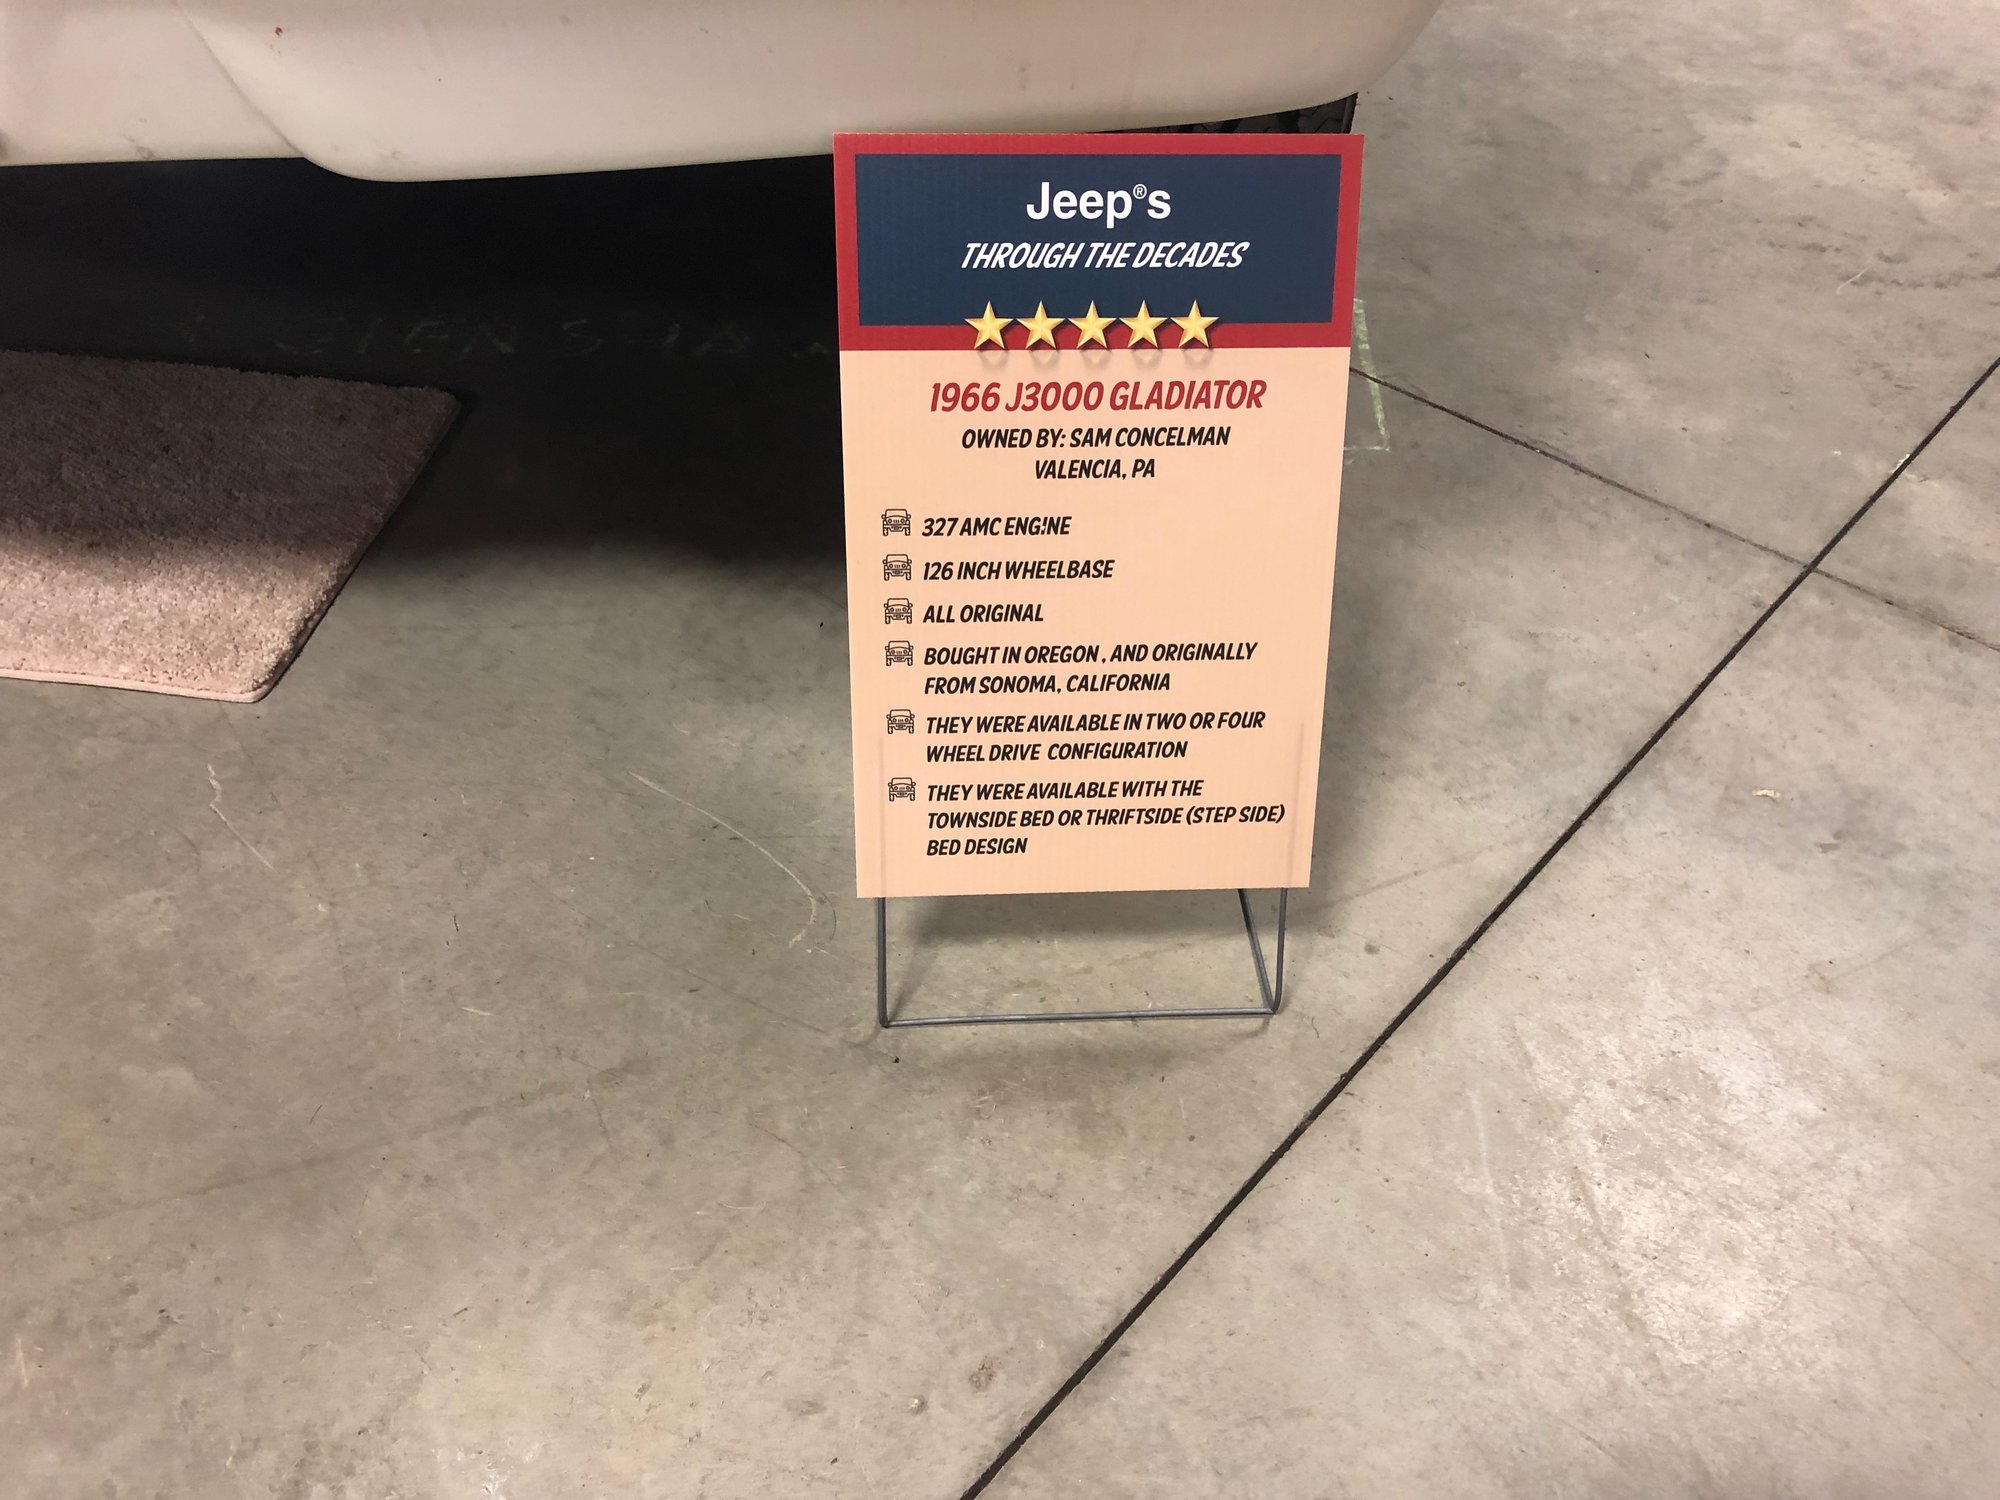 Jeep®s
THROUGH THE DECADES
1966 J3000 GLADIATOR
OWNED BY: SAM CONCELMAN
VALENCIA, PA
327 AMC ENGINE
126 INCH WHEELBASE
ALL ORIGINAL
BOUGHT IN OREGON , AND ORIGINALLY
FROM SONOMA, CALIFORNIA
THEY WERE AVAILABLE IN TWO OR FOUR
WHEEL DRIVE CONFIGURATION
THEY WERE AVAILABLE WITH THE
TOWNSIDE BED OR THRIFTSIDE (STEP SIDE)
BED DESIGN